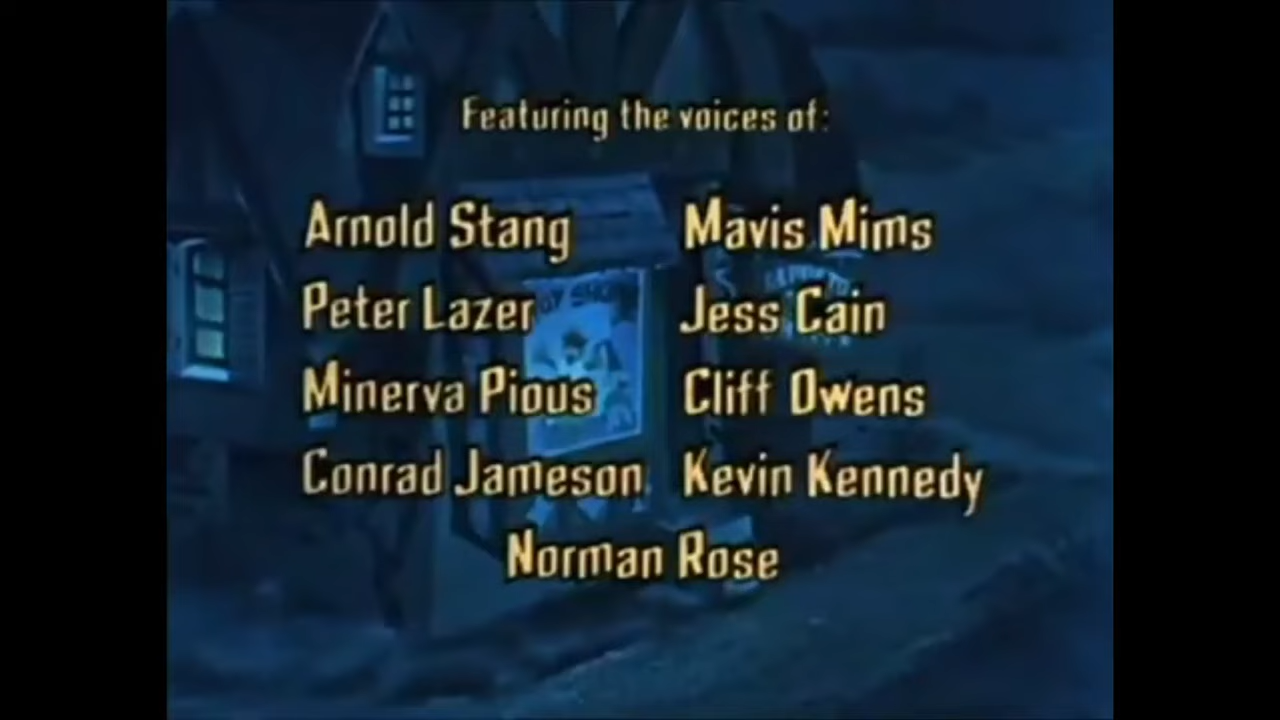 Featuring the voices of:
Arnold Stang Mavis Mims
Peter Lazer Jess Cain
Minerva Pious Cliff Owens
Conrad Jameson Kevin Kennedy
Norman Rose